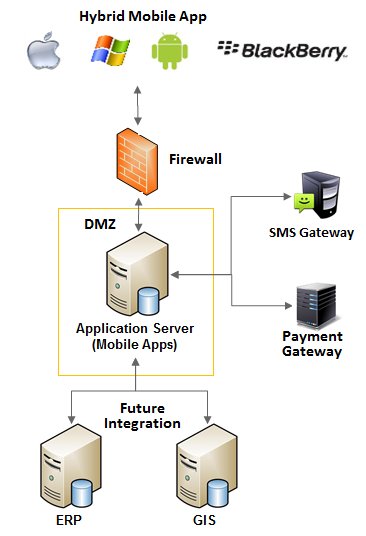 Hybrid Mobile App
BlackBerry
Firewall
DMZ
SMS Gateway
Application Server
(Mobile Apps)
Payment
Gateway
Future
Integration
ERP
GIS